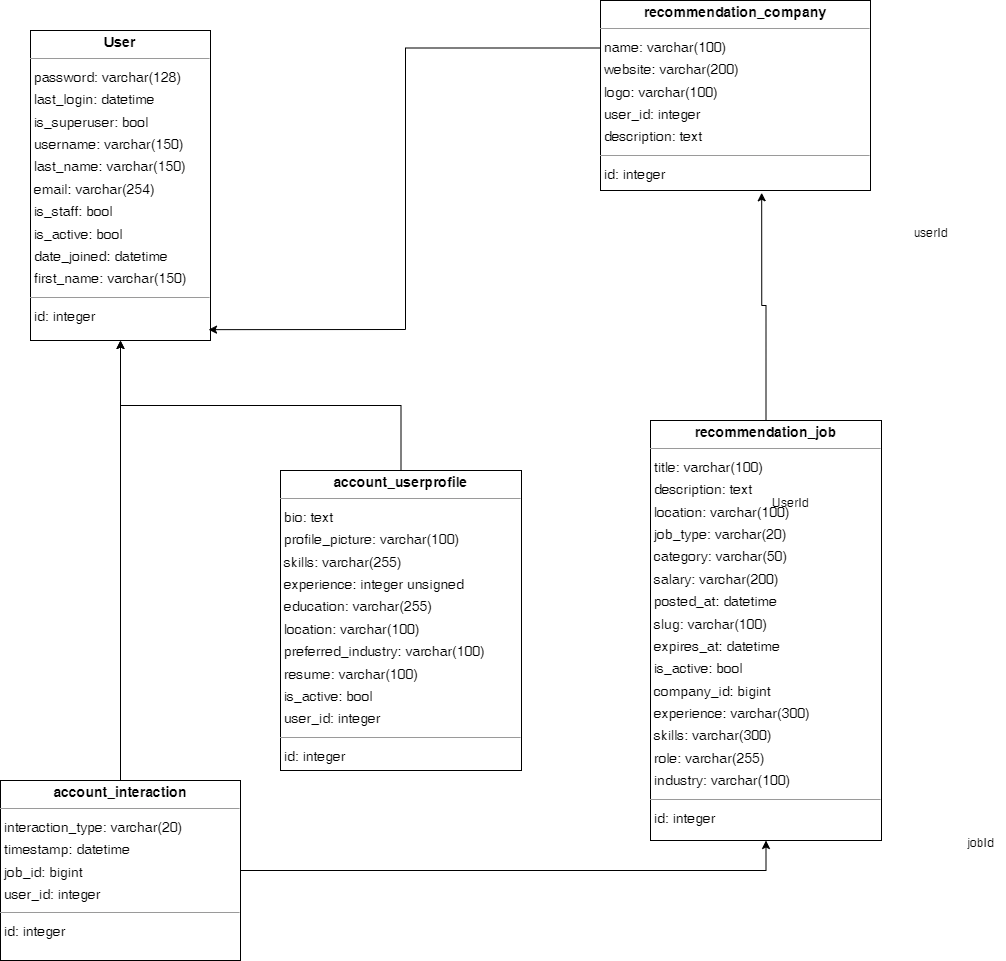 User
password: varchar(128)
last_login: datetime
is_superuser: bool
username: varchar(150)
last_name: varchar(150)
email: varchar(254)
is_staff: bool
is_active: bool
date_joined: datetime
first_name: varchar(150)
id: integer
recommendation_company
name: varchar(100)
website: varchar(200)
logo: varchar(100)
user_id: integer
description: text
id: integer
userId
account_userprofile
bio: text
profile_picture: varchar(100)
skills: varchar(255)
experience: integer unsigned
education: varchar(255)
location: varchar(100)
preferred_industry: varchar(100)
resume: varchar(100)
is_active: bool
user_id: integer
id: integer
recommendation_job
title: varchar(100)
description: text
UserId
location: varchar(100)
job_type: varchar(20)
category: varchar(50)
salary: varchar(200)
posted_at: datetime
slug: varchar(100)
expires_at: datetime
is_active: bool
company_id: bigint
experience: varchar(300)
skills: varchar(300)
role: varchar(255)
industry: varchar(100)
id: integer
jobId
account_interaction
interaction_type: varchar(20)
timestamp: datetime
job_id: bigint
user_id: integer
id: integer